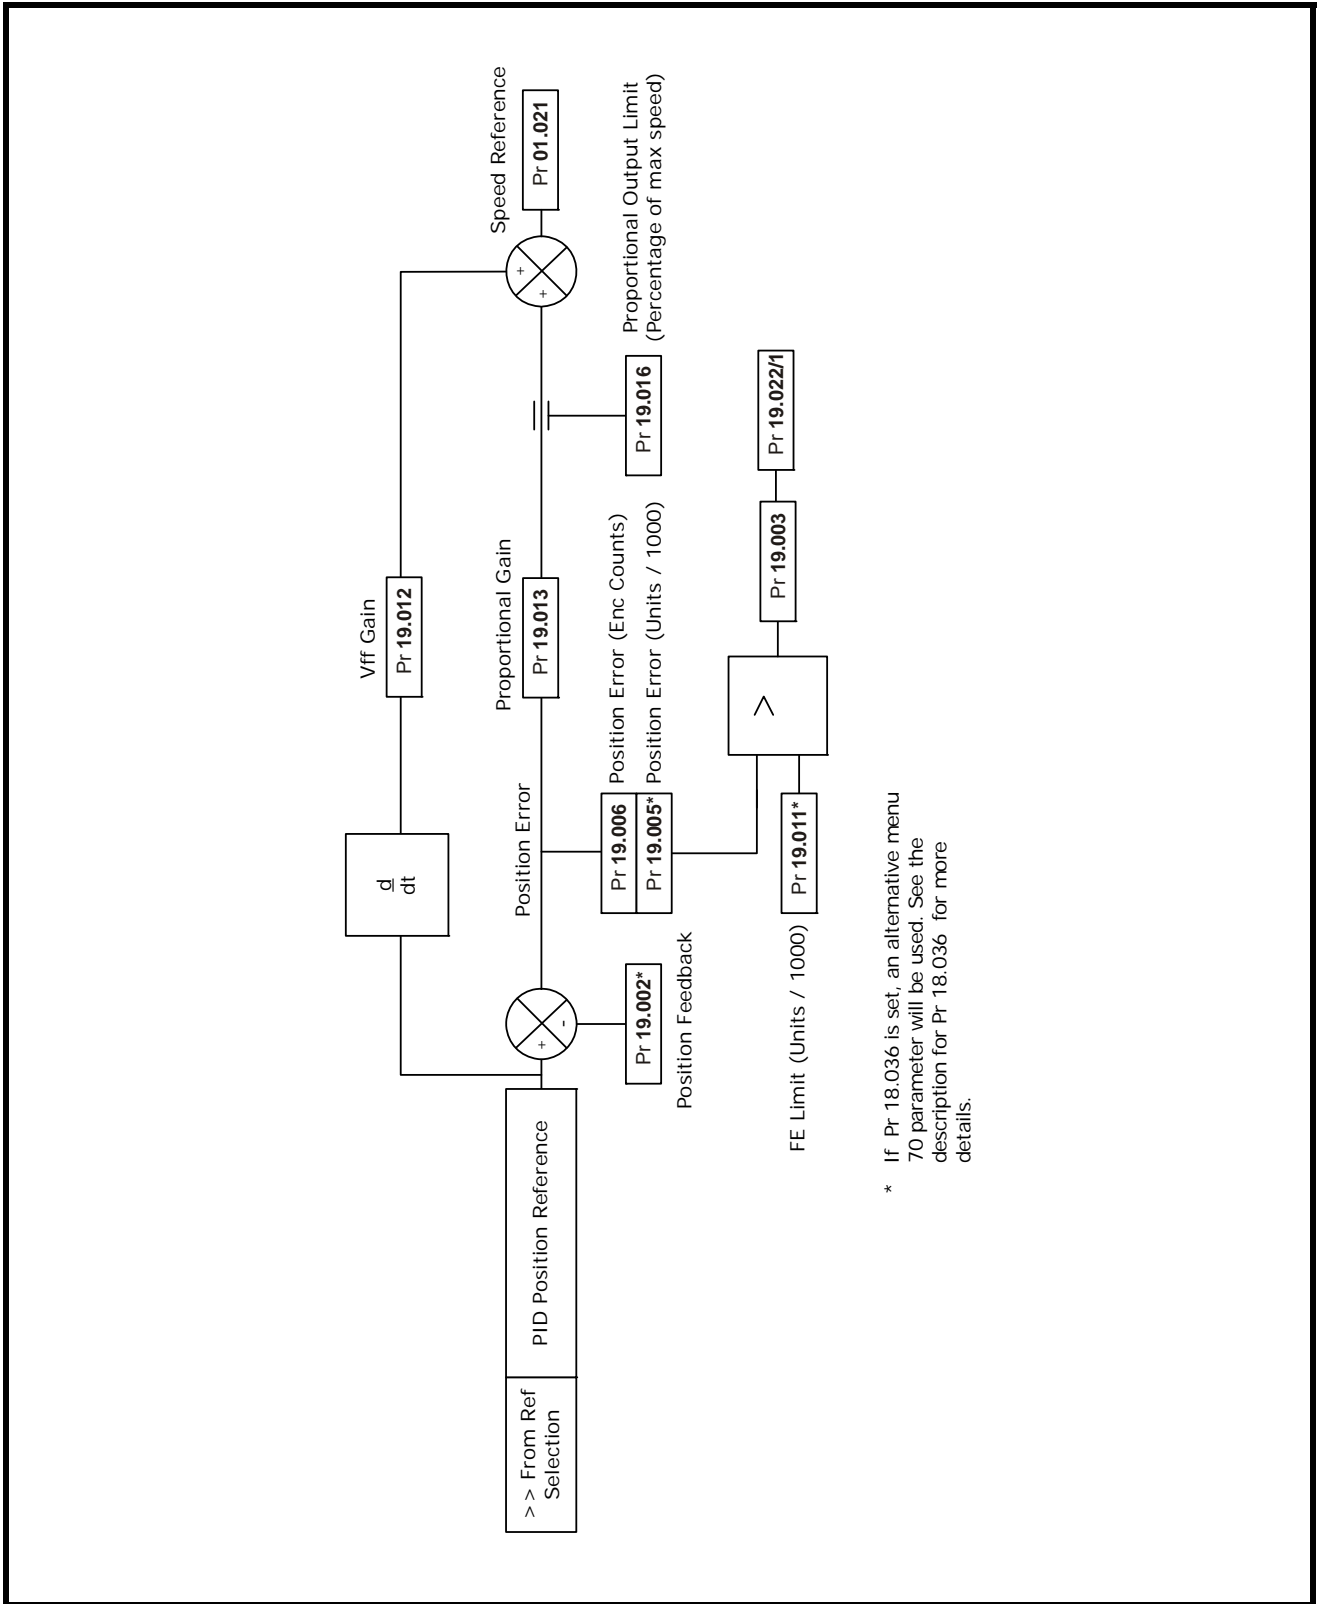 Vff Gain
Pr 19.012
d
dt
Speed Reference
Pr 01.021
Proportional Gain
Pr 19.013
Position Error
+
-
+
+
>> From Ref
Selection
PID Position Reference
Pr 19.002*
Position Feedback
Pr 19.006
Position Error (Enc Counts)
Pr 19.005*
Position Error (Units / 1000)
Pr 19.016
Proportional Output Limit
(Percentage of max speed)
FE Limit (Units / 1000)
Pr 19.011*
>
Pr 19.003
Pr 19.022/1
* If Pr 18.036 is set, an alternative menu
70 parameter will be used. See the
description for Pr 18.036 for more
details.